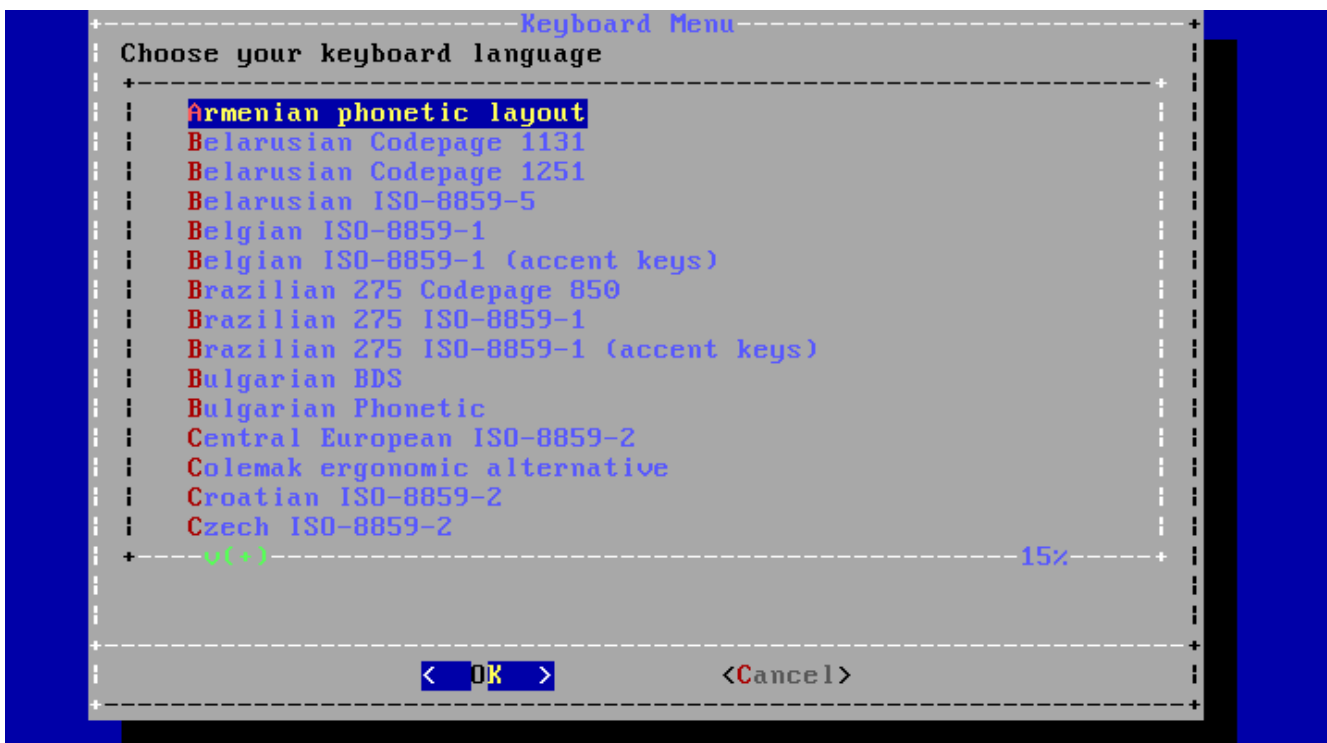 Keyboard Menu
Choose your keyboard language
Armenian phonetic layout
Belarusian Codepage 1131
Belarusian Codepage 1251
Belarusian ISO-8859-5
Belgian ISO-8859-1
Belgian ISO-8859-1 (accent keys)
Brazilian 275 Codepage 850
Brazilian 275 ISO-8859-1
Brazilian 275 ISO-8859-1 (accent keys)
Bulgarian BDS
Bulgarian Phonetic
Central European ISO-8859-2
Colemak ergonomic alternative
Croatian ISO-8859-2
Czech ISO-8859-2
v(+) 15%
< OK > <Cancel>